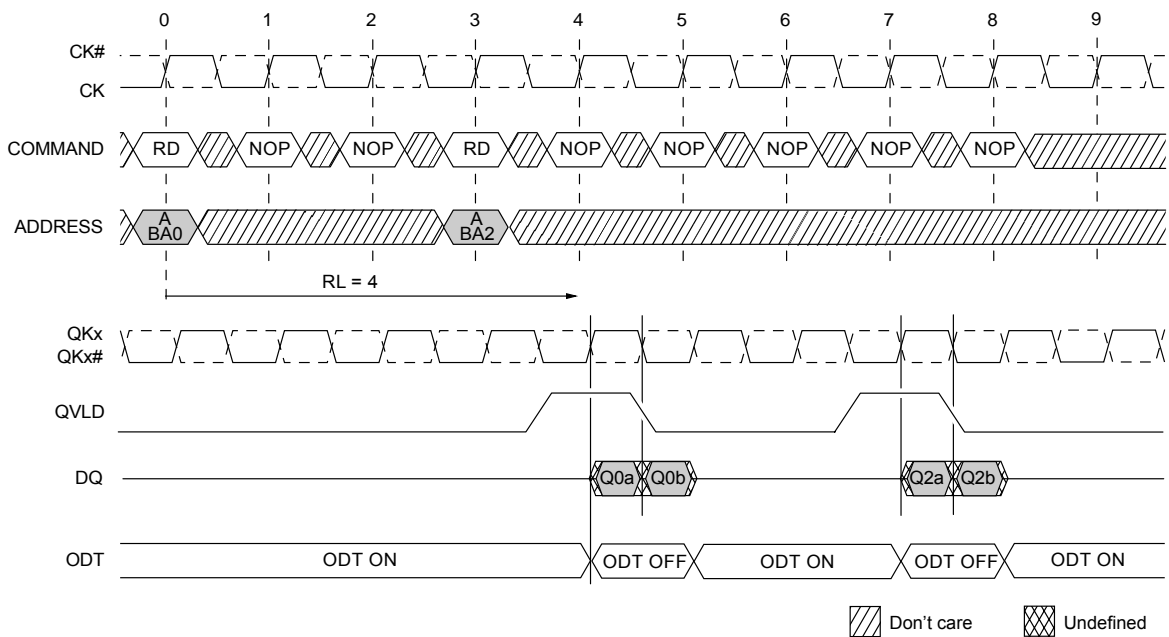 0 1 2 3 4 5 6 7 8 9
CK#
CK
COMMAND RD NOP NOP RD NOP NOP NOP NOP NOP
ADDRESS A BA0 A BA2
RL = 4
QKx
QKx#
QVLD
DQ Q0a Q0b Q2a Q2b
ODT ODT ON ODT OFF ODT ON ODT OFF ODT ON
Don't care Undefined